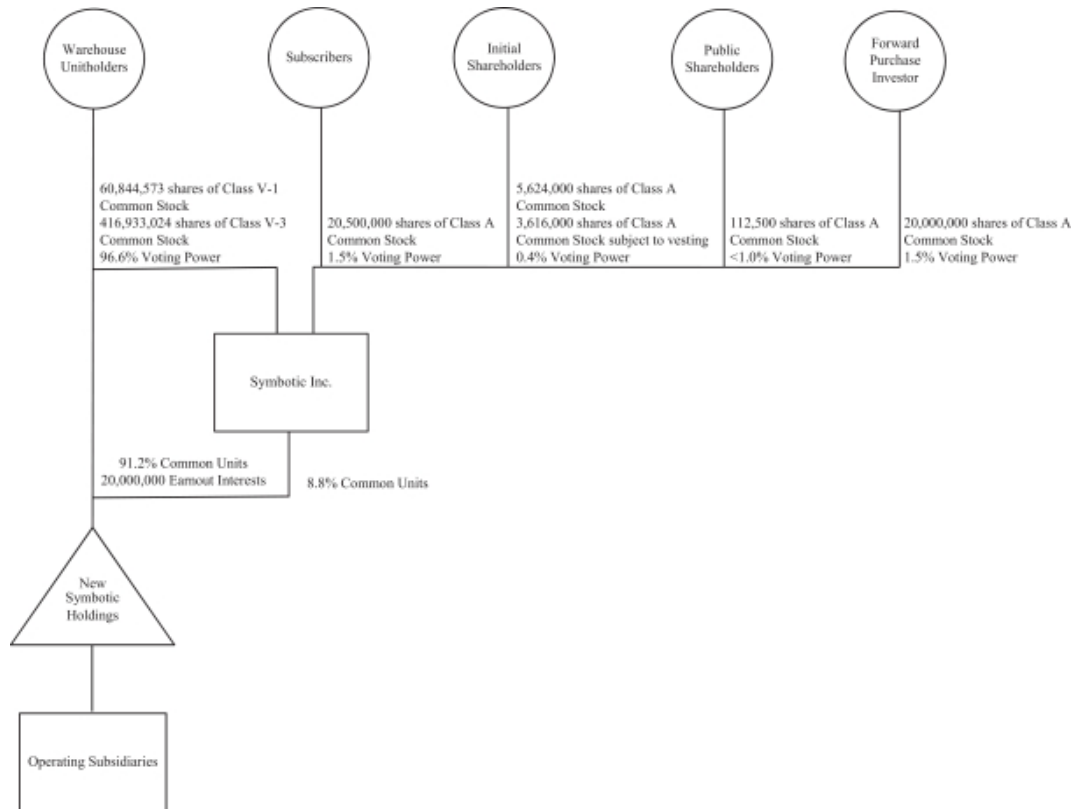 Warehouse
Unitholders
Subscribers
Initial
Shareholders
Public
Shareholders
Forward
Purchase
Investor
60,844,573 shares of Class V-1
Common Stock
416,933,024 shares of Class V-3
Common Stock
96.6% Voting Power
20,500,000 shares of Class A
Common Stock
1.5% Voting Power
5,624,000 shares of Class A
Common Stock
3,616,000 shares of Class A
Common Stock subject to vesting
0.4% Voting Power
112,500 shares of Class A
Common Stock
<1.0% Voting Power
20,000,000 shares of Class A
Common Stock
1.5% Voting Power
Symbotic Inc.
91.2% Common Units
20,000,000 Earnout Interests
8.8% Common Units
New
Symbotic
Holdings
Operating Subsidiaries